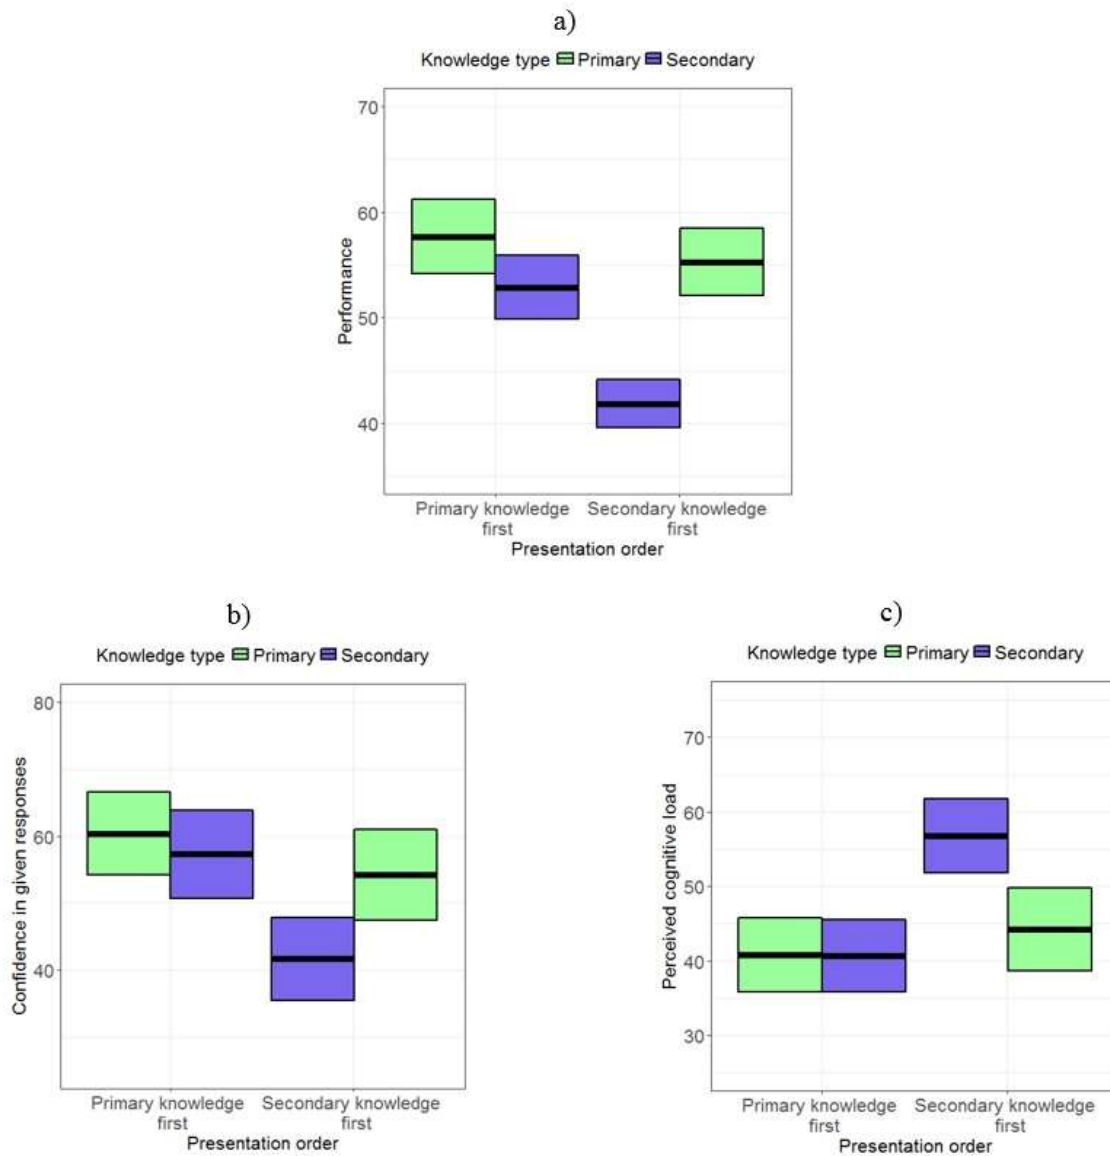 a)
Knowledge type Primary Secondary
70
60
50
40
Performance
Primary knowledge first
Secondary knowledge first
Presentation order
b)
Knowledge type Primary Secondary
80
60
40
Confidence in given responses
Primary knowledge first
Secondary knowledge first
Presentation order
c)
Knowledge type Primary Secondary
70
60
50
40
30
Perceived cognitive load
Primary knowledge first
Secondary knowledge first
Presentation order